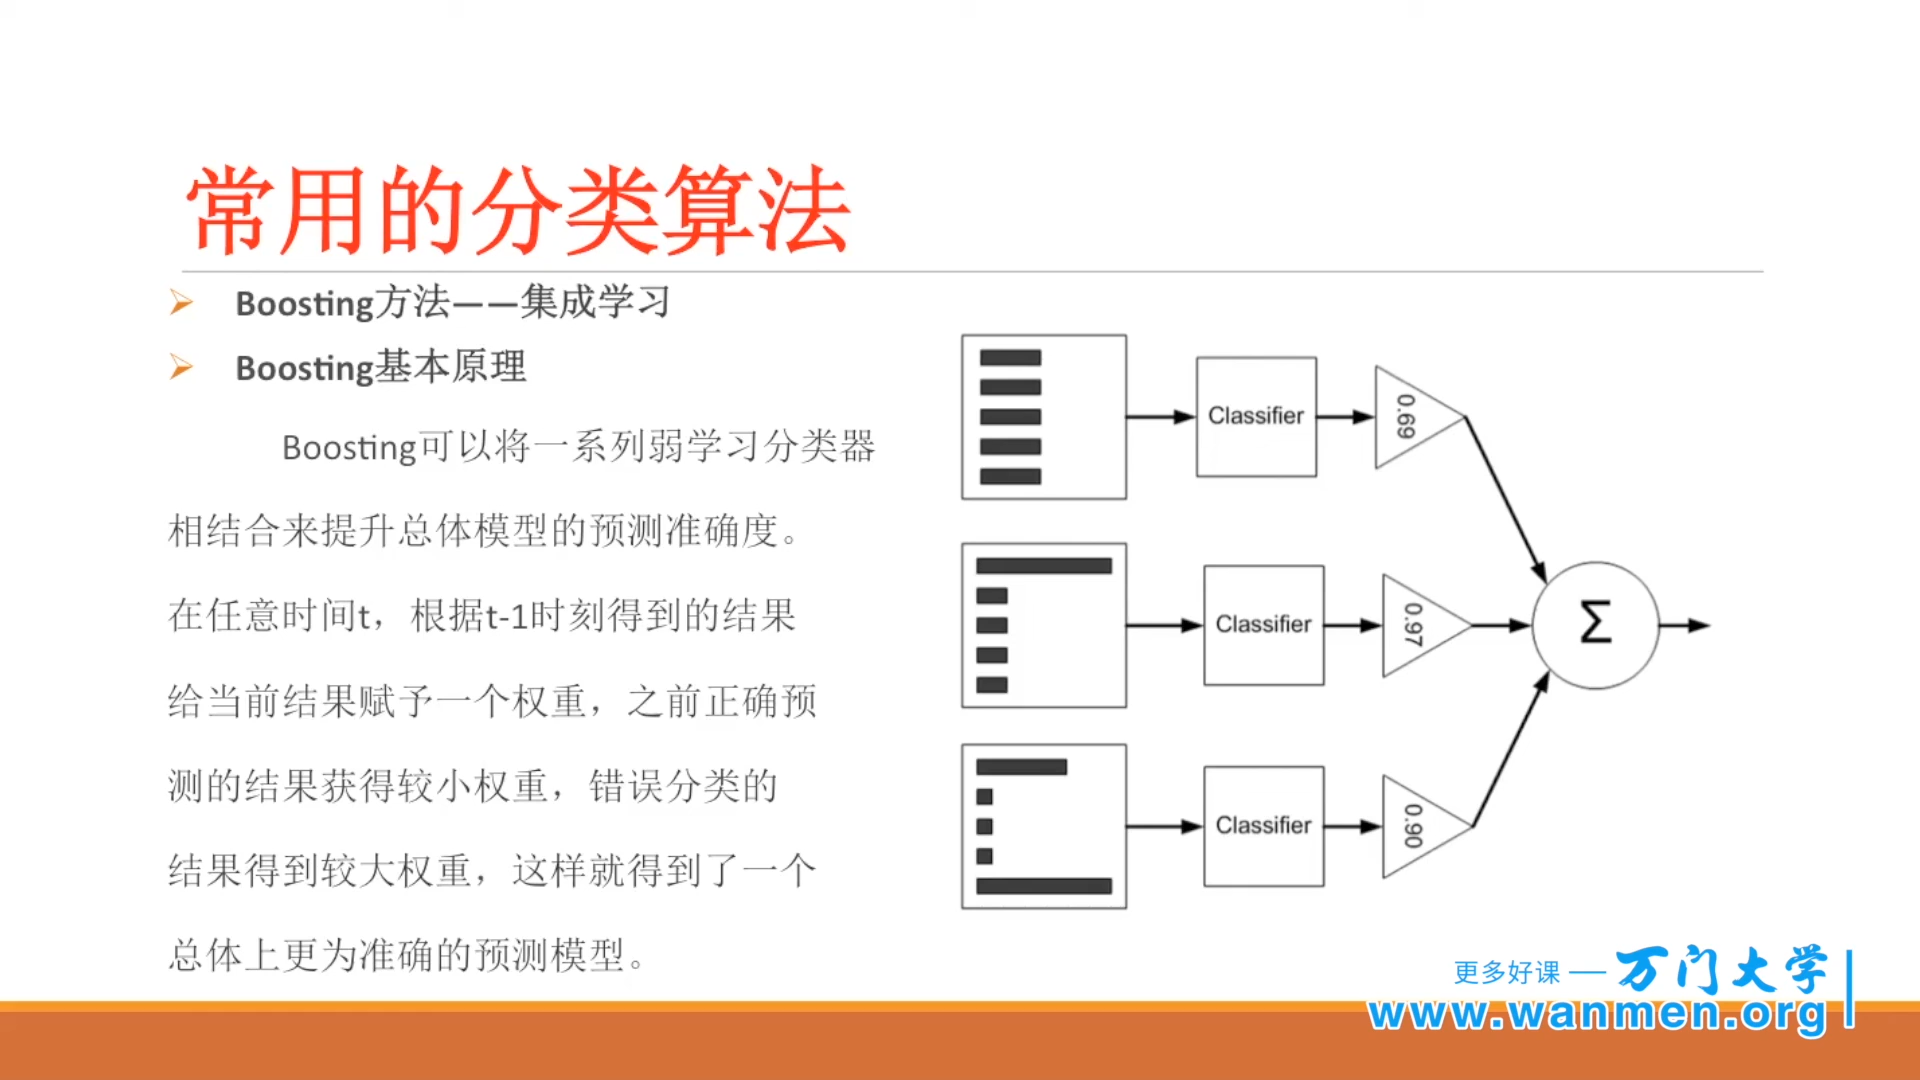 常用的分类算法
Boosting方法——集成学习
Boosting基本原理
Boosting可以将一系列弱学习分类器
相结合来提升总体模型的预测准确度。
在任意时间t，根据t-1时刻得到的结果
给当前结果赋予一个权重，之前正确预
测的结果获得较小权重，错误分类的
结果得到较大权重，这样就得到了一个
总体上更为准确的预测模型。
Classifier
0.69
Classifier
0.97
Σ
Classifier
0.90
更多好课 — 万门大学
www.wanmen.org